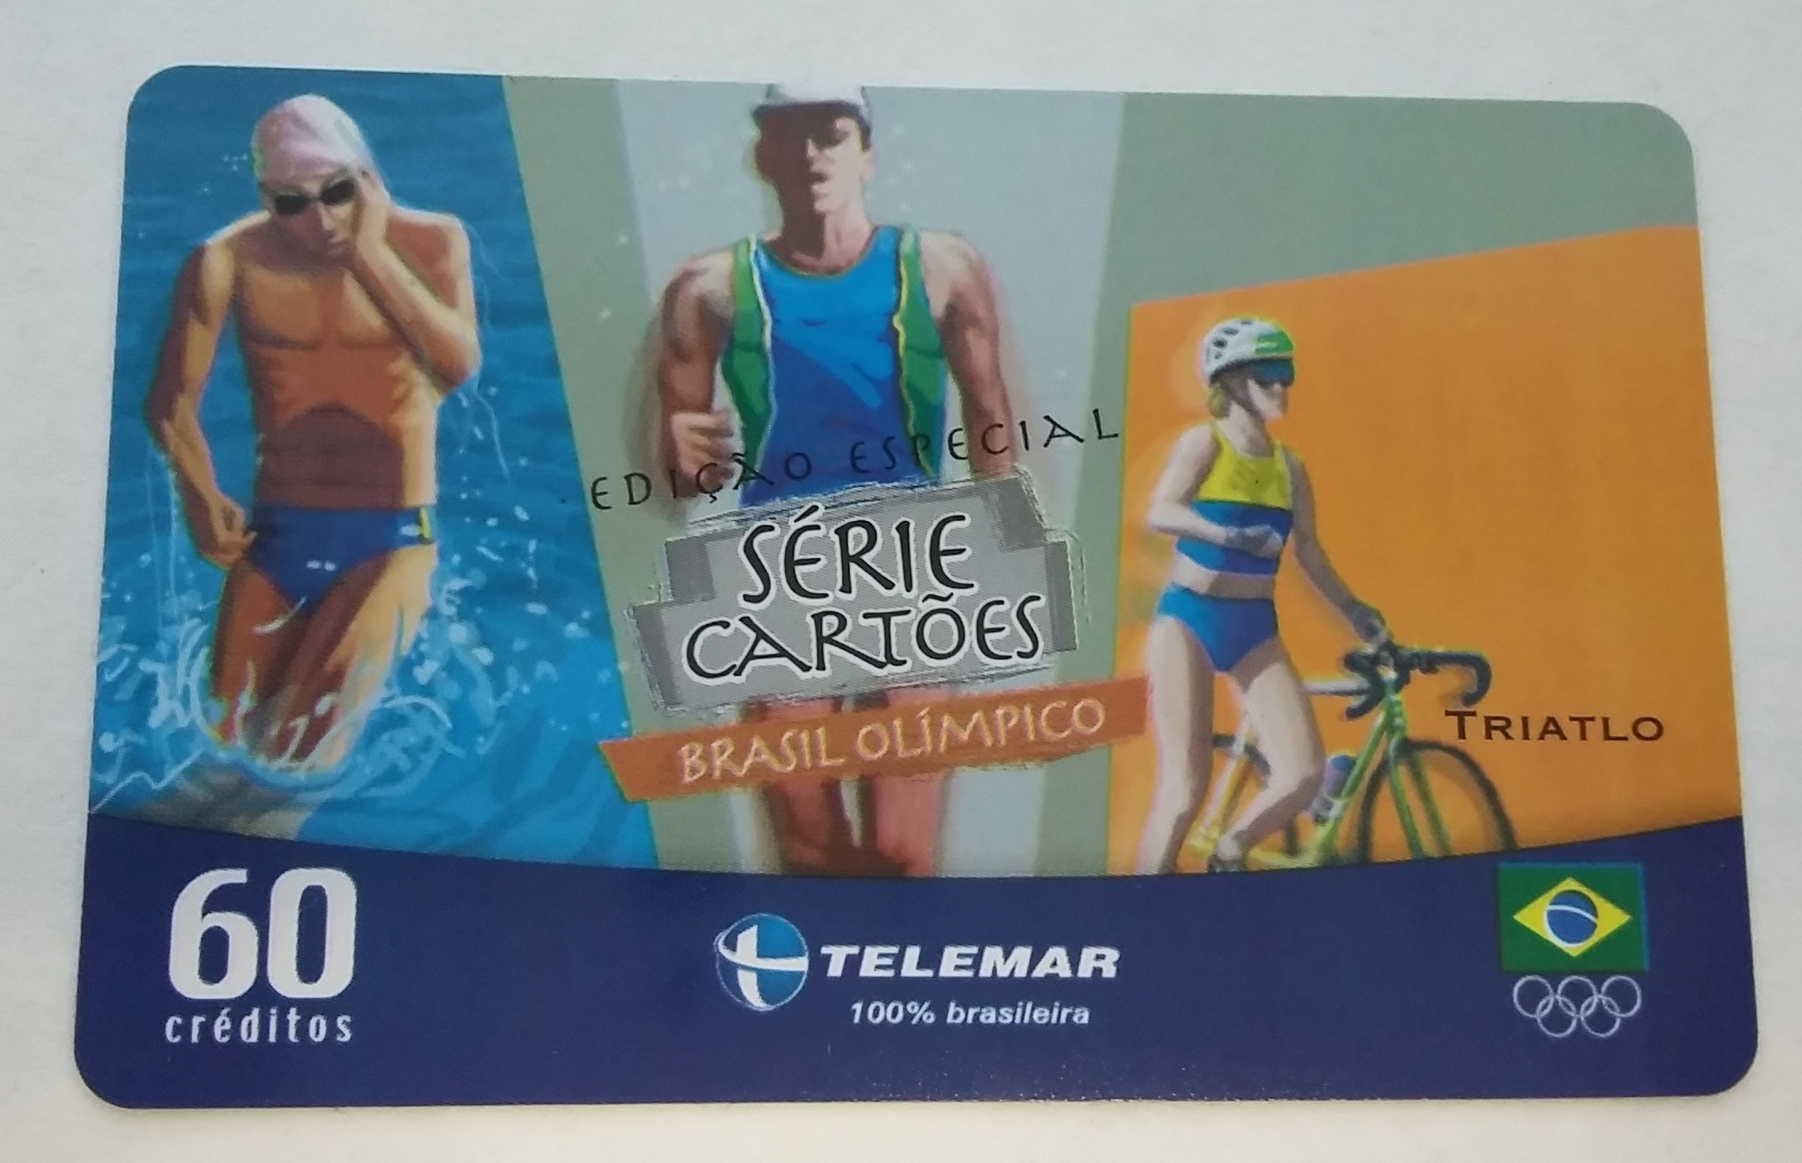 EDIÇÃO ESPECIAL
SÉRIE
CARTÕES
BRASIL OLÍMPICO
TRIATLO
60
créditos
TELEMAR
100% brasileira